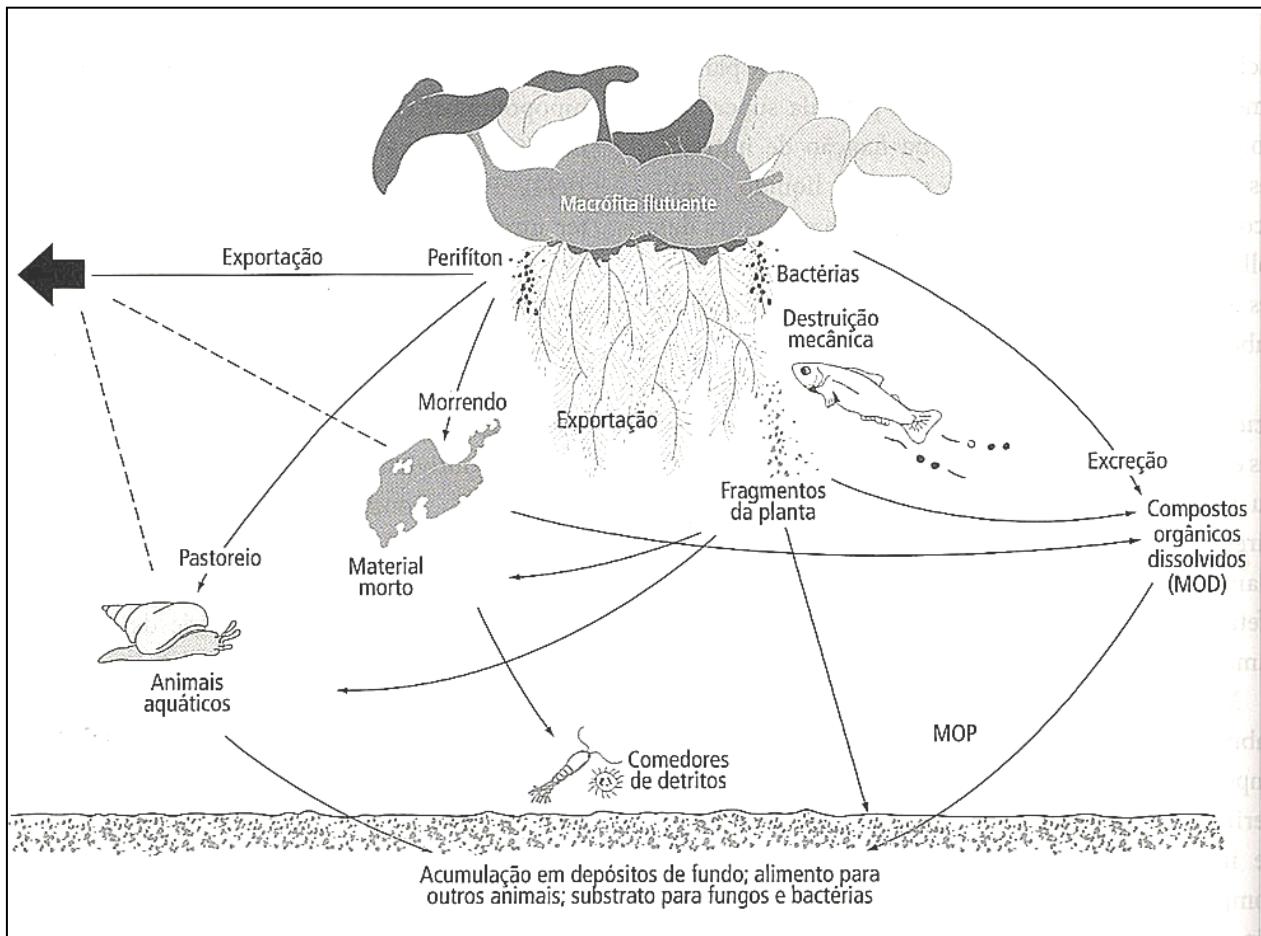 Macrófita flutuante
Exportação
Perifíton
Bactérias
Destruição
mecânica
Morrendo
Exportação
Excreção
Fragmentos
da planta
Compostos
orgânicos
dissolvidos
(MOD)
Pastoreio
Material
morto
Animais
aquáticos
MOP
Comedores
de detritos
Acumulação em depósitos de fundo; alimento para
outros animais; substrato para fungos e bactérias